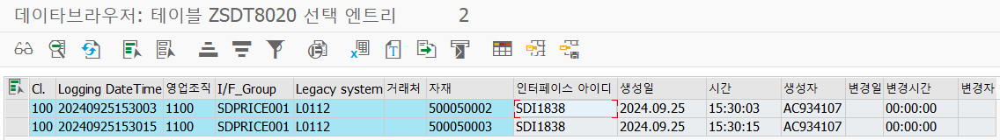 데이타브라우저: 테이블 ZSDT8020 선택 엔트리 2
Cl. Logging DateTime 영업조직 I/F_Group Legacy system 거래처 자재 인터페이스 아이디 생성일 시간 생성자 변경일 변경시간 변경자
100 20240925153003 1100 SDPRICE001 L0112 500050002 SDI1838 2024.09.25 15:30:03 AC934107 00:00:00
100 20240925153015 1100 SDPRICE001 L0112 500050003 SDI1838 2024.09.25 15:30:15 AC934107 00:00:00